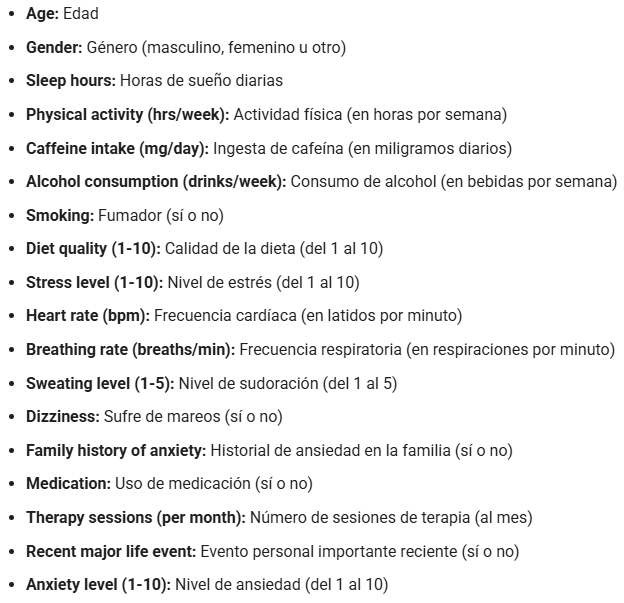 • Age: Edad
• Gender: Género (masculino, femenino u otro)
• Sleep hours: Horas de sueño diarias
• Physical activity (hrs/week): Actividad física (en horas por semana)
• Caffeine intake (mg/day): Ingesta de cafeína (en miligramos diarios)
• Alcohol consumption (drinks/week): Consumo de alcohol (en bebidas por semana)
• Smoking: Fumador (sí o no)
• Diet quality (1-10): Calidad de la dieta (del 1 al 10)
• Stress level (1-10): Nivel de estrés (del 1 al 10)
• Heart rate (bpm): Frecuencia cardíaca (en latidos por minuto)
• Breathing rate (breaths/min): Frecuencia respiratoria (en respiraciones por minuto)
• Sweating level (1-5): Nivel de sudoración (del 1 al 5)
• Dizziness: Sufre de mareos (sí o no)
• Family history of anxiety: Historial de ansiedad en la familia (sí o no)
• Medication: Uso de medicación (sí o no)
• Therapy sessions (per month): Número de sesiones de terapia (al mes)
• Recent major life event: Evento personal importante reciente (sí o no)
• Anxiety level (1-10): Nivel de ansiedad (del 1 al 10)